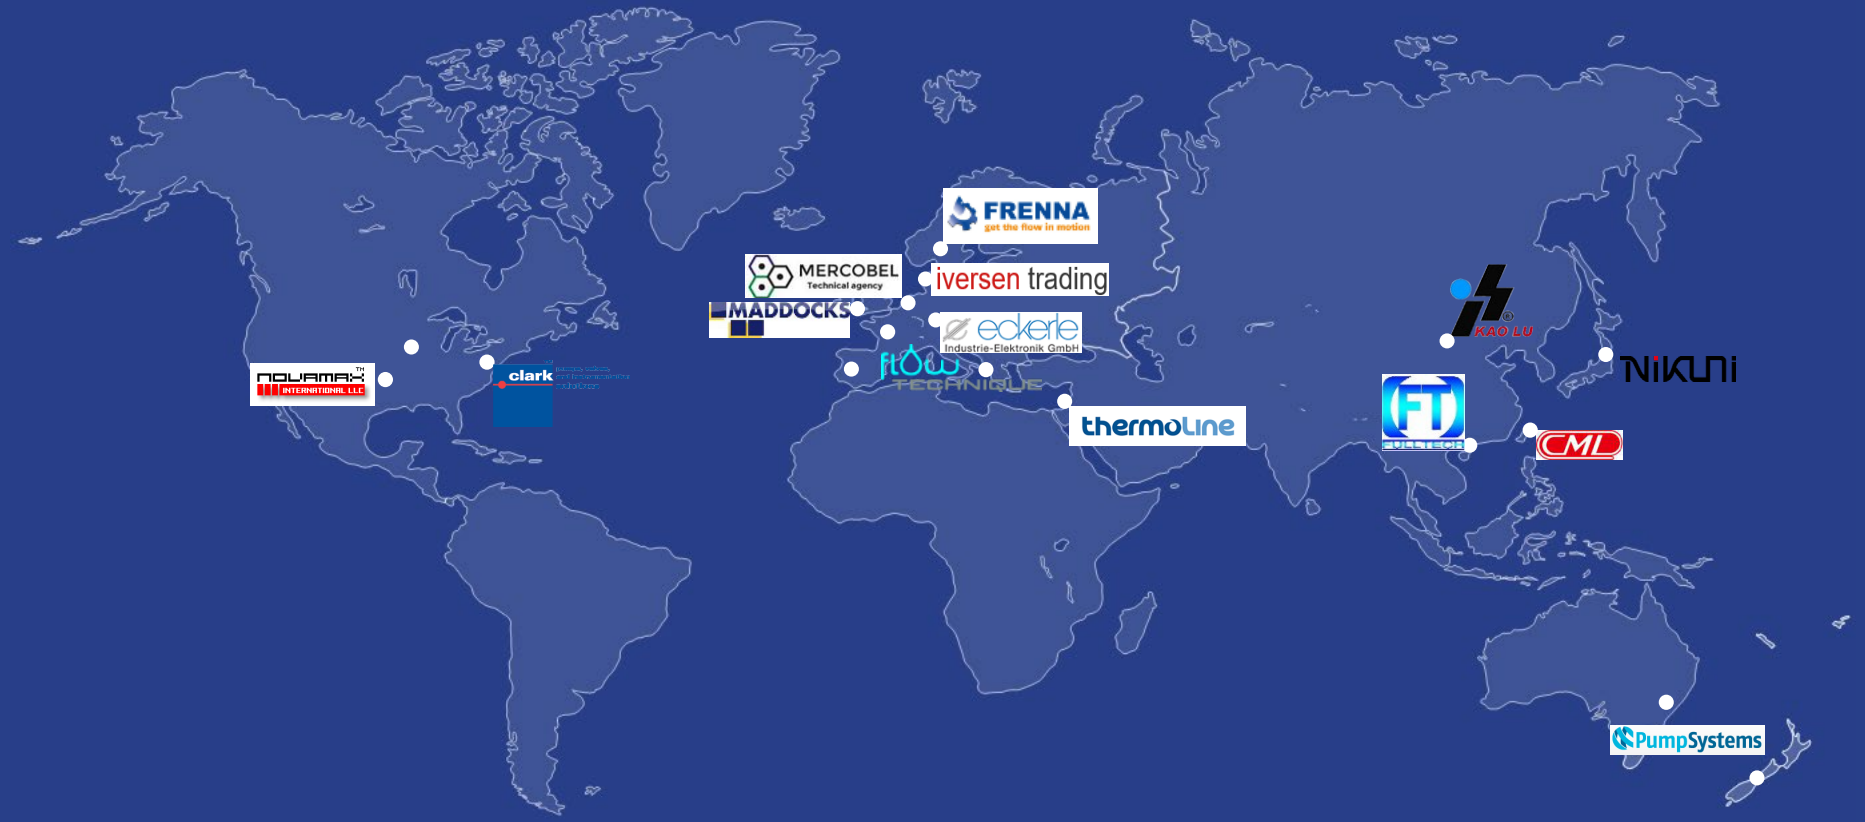 FRENNA
get the flow in motion
MERCOBEL
Technical agency
iversen trading
MADDOCKS
eckerle
Industrie-Elektronik GmbH
flow
TECHNIQUE
NOVAMAX TM
INTERNATIONAL LLC
clark
thermoLine
®
KAO LU
NiKUNi
FT
FULLTECH
CML
PumpSystems